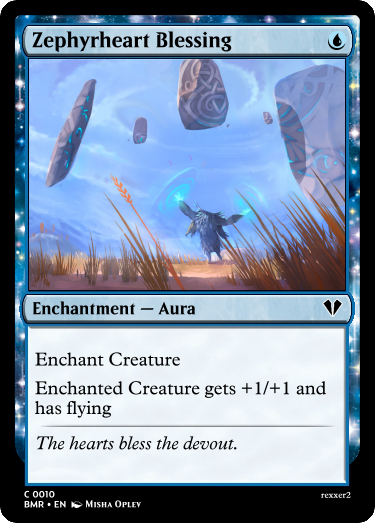 Zephyrheart Blessing
Enchantment — Aura
Enchant Creature
Enchanted Creature gets +1/+1 and
has flying
The hearts bless the devout.
C 0010
BMR • EN Misha Opley
rexxer2